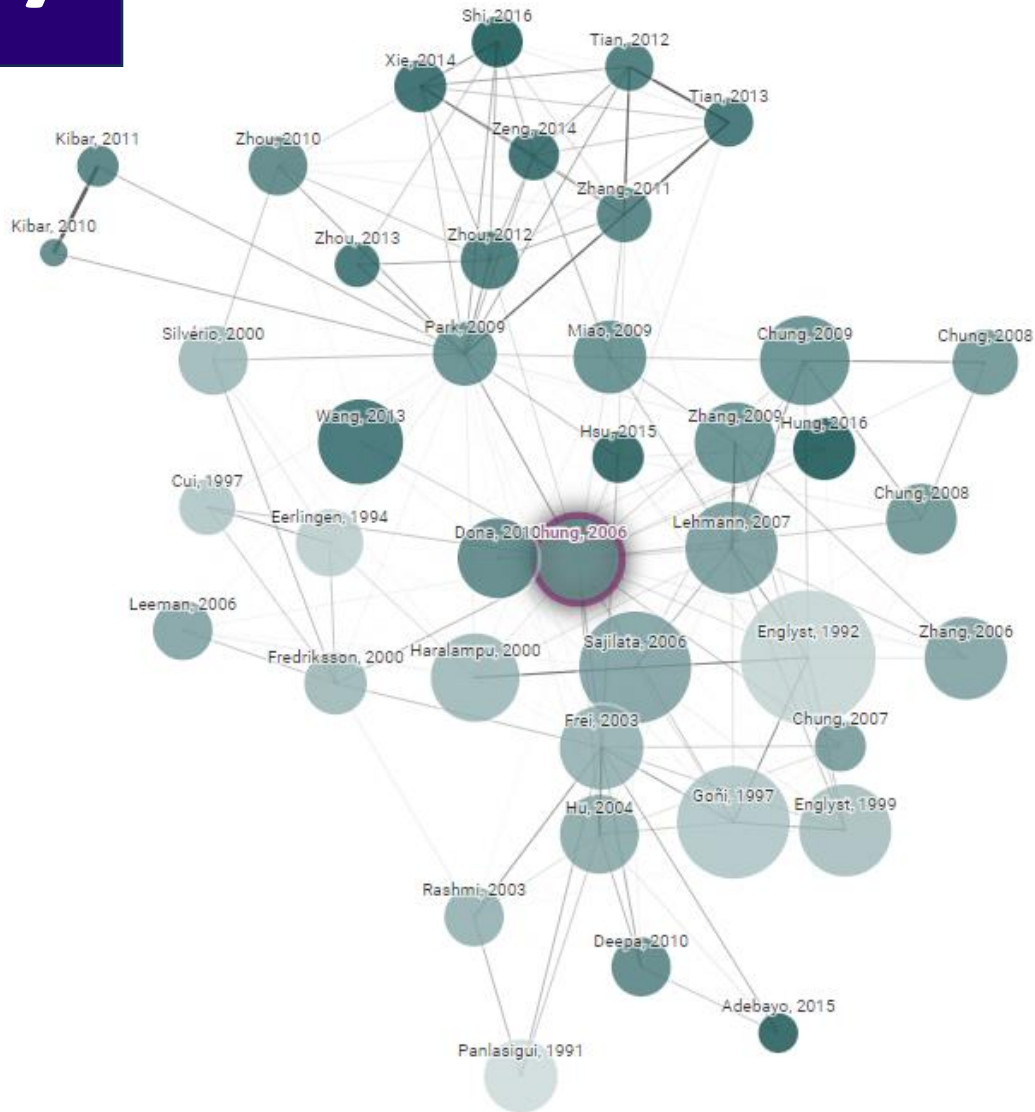 Shi, 2016
Tian, 2012
Xie, 2014
Tian, 2013
Zeng, 2014
Kibar, 2011
Zhou, 2010
Zhang, 2011
Kibar, 2010
Zhou, 2013
Zhou, 2012
Park, 2009
Miao, 2009
Silvério, 2000
Chung, 2009
Chung, 2008
Wang, 2013
Zhang, 2009
Hung, 2016
Hsu, 2015
Cui, 1997
Chung, 2008
Eerlingen, 1994
Lehmann, 2007
Dona, 2010
hung, 2006
Leeman, 2006
Englyst, 1992
Zhang, 2006
Sajilata, 2006
Haralampu, 2000
Fredriksson, 2000
Chung, 2007
Frei, 2003
Goñi, 1997
Englyst, 1999
Hu, 2004
Rashmi, 2003
Deepa, 2010
Adebayo, 2015
Panlasigui, 1991